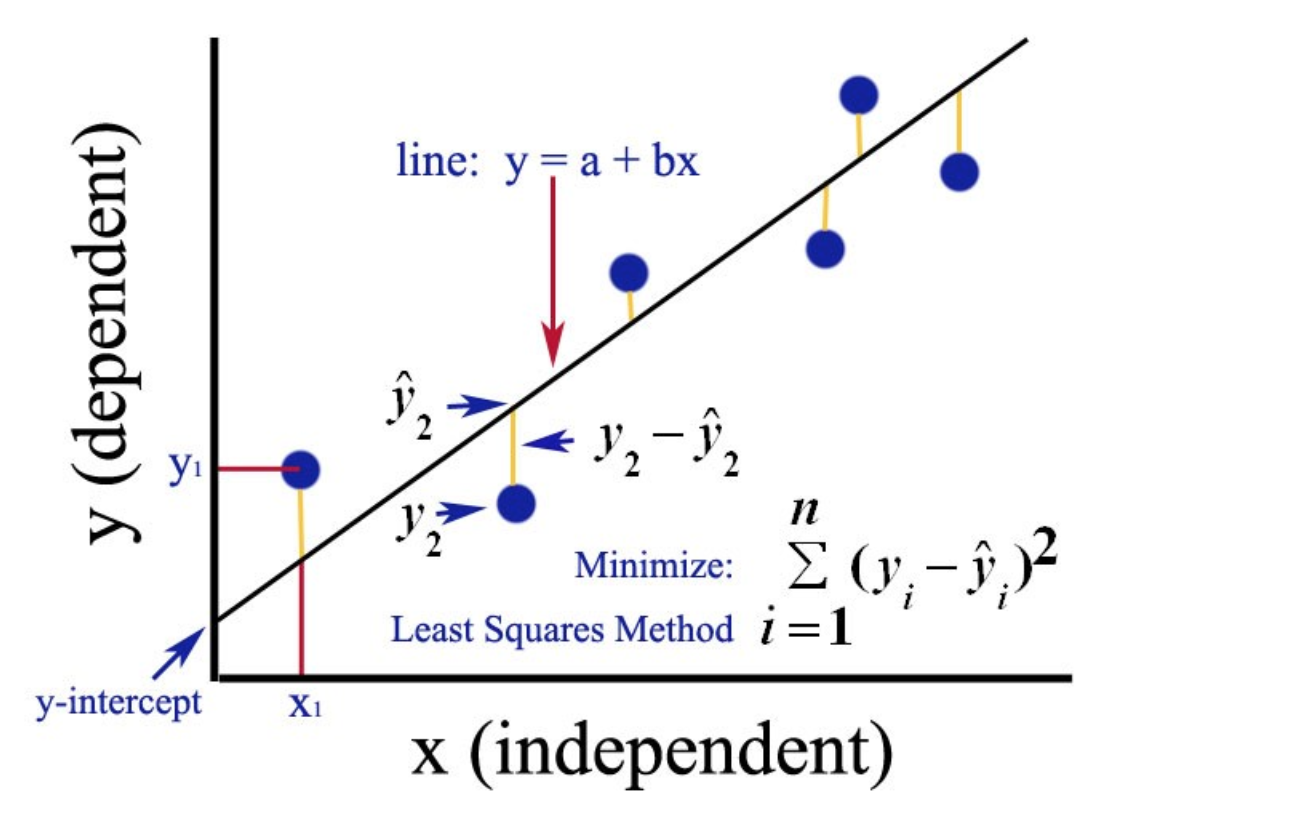 y (dependent)
line: y = a + bx
ŷ₂
y₂ − ŷ₂
y₁
y₂
Minimize: n
Σ (yᵢ − ŷᵢ)²
i = 1
Least Squares Method
y-intercept
x₁
x (independent)